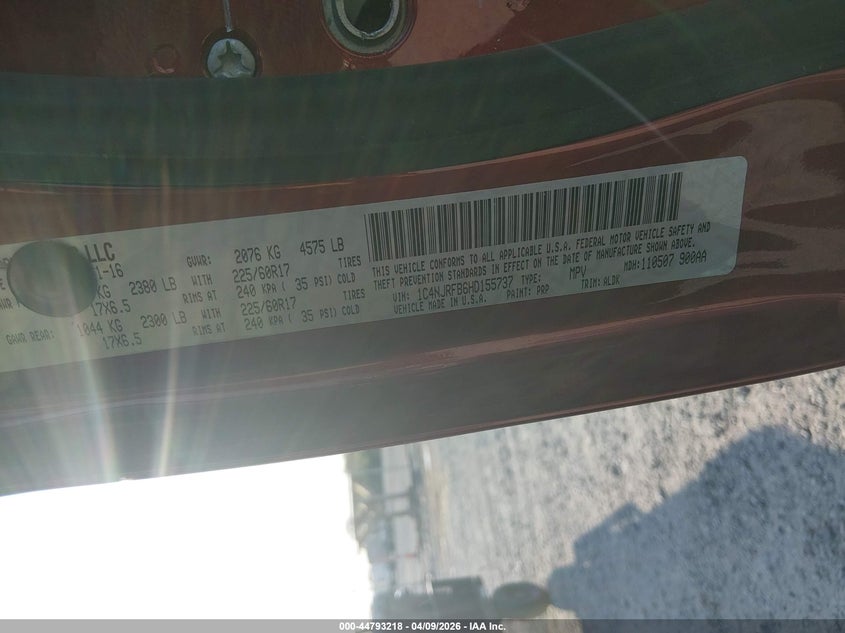 LLC
1-16 GVWR: 2076 KG 4575 LB
KG 2380 LB WITH 225/60R17 TIRES
17X6.5 RIMS AT 240 KPA ( 35 PSI) COLD
GAWR REAR: 1044 KG 2300 LB WITH 225/60R17 TIRES
17X6.5 RIMS AT 240 KPA ( 35 PSI) COLD
THIS VEHICLE CONFORMS TO ALL APPLICABLE U.S.A. FEDERAL MOTOR VEHICLE SAFETY AND
THEFT PREVENTION STANDARDS IN EFFECT ON THE DATE OF MANUFACTURE SHOWN ABOVE.
MDH: 110507 900AA
VIN: 1C4NJRFB6HD155737 TYPE: MPV
VEHICLE MADE IN U.S.A. PAINT: PRP TRIM: ALDK
000-44793218 - 04/09/2026 - IAA Inc.